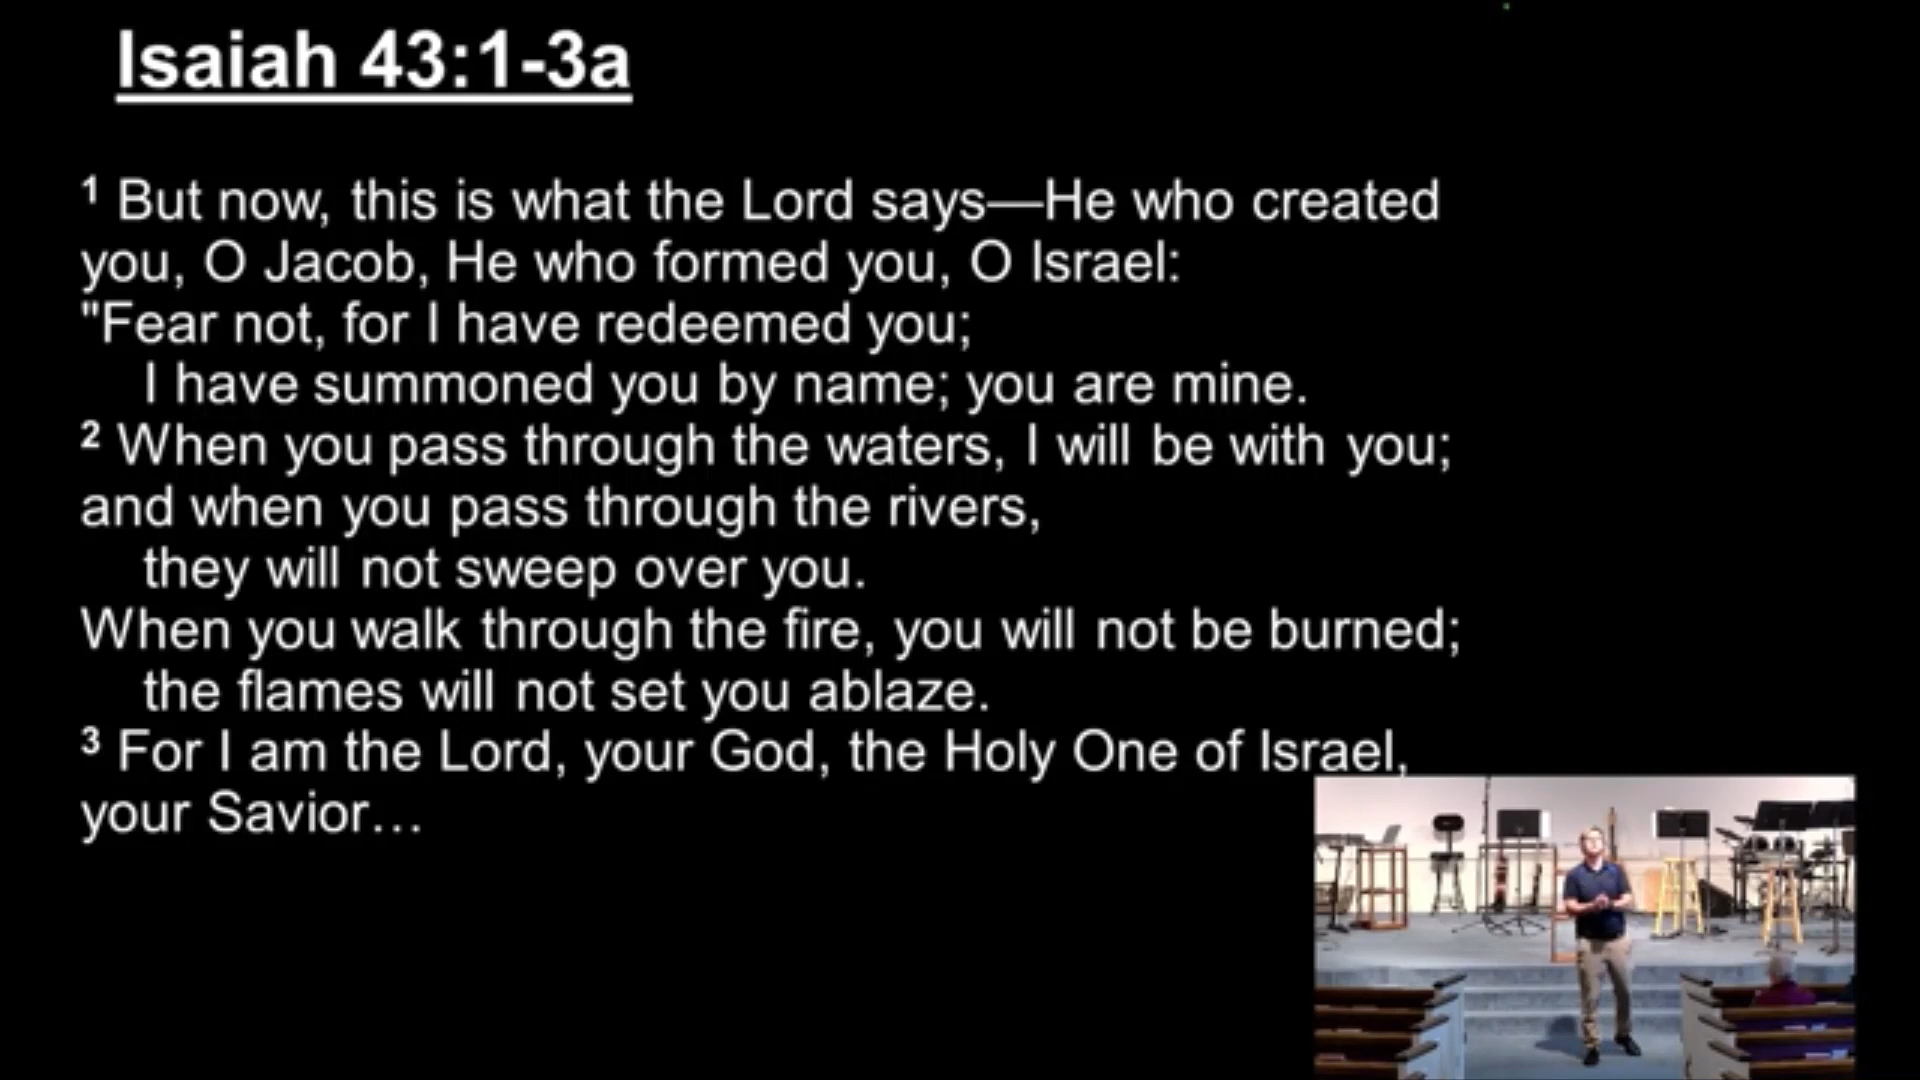 Isaiah 43:1-3a
1 But now, this is what the Lord says—He who created
you, O Jacob, He who formed you, O Israel:
"Fear not, for I have redeemed you;
I have summoned you by name; you are mine.
2 When you pass through the waters, I will be with you;
and when you pass through the rivers,
they will not sweep over you.
When you walk through the fire, you will not be burned;
the flames will not set you ablaze.
3 For I am the Lord, your God, the Holy One of Israel,
your Savior…